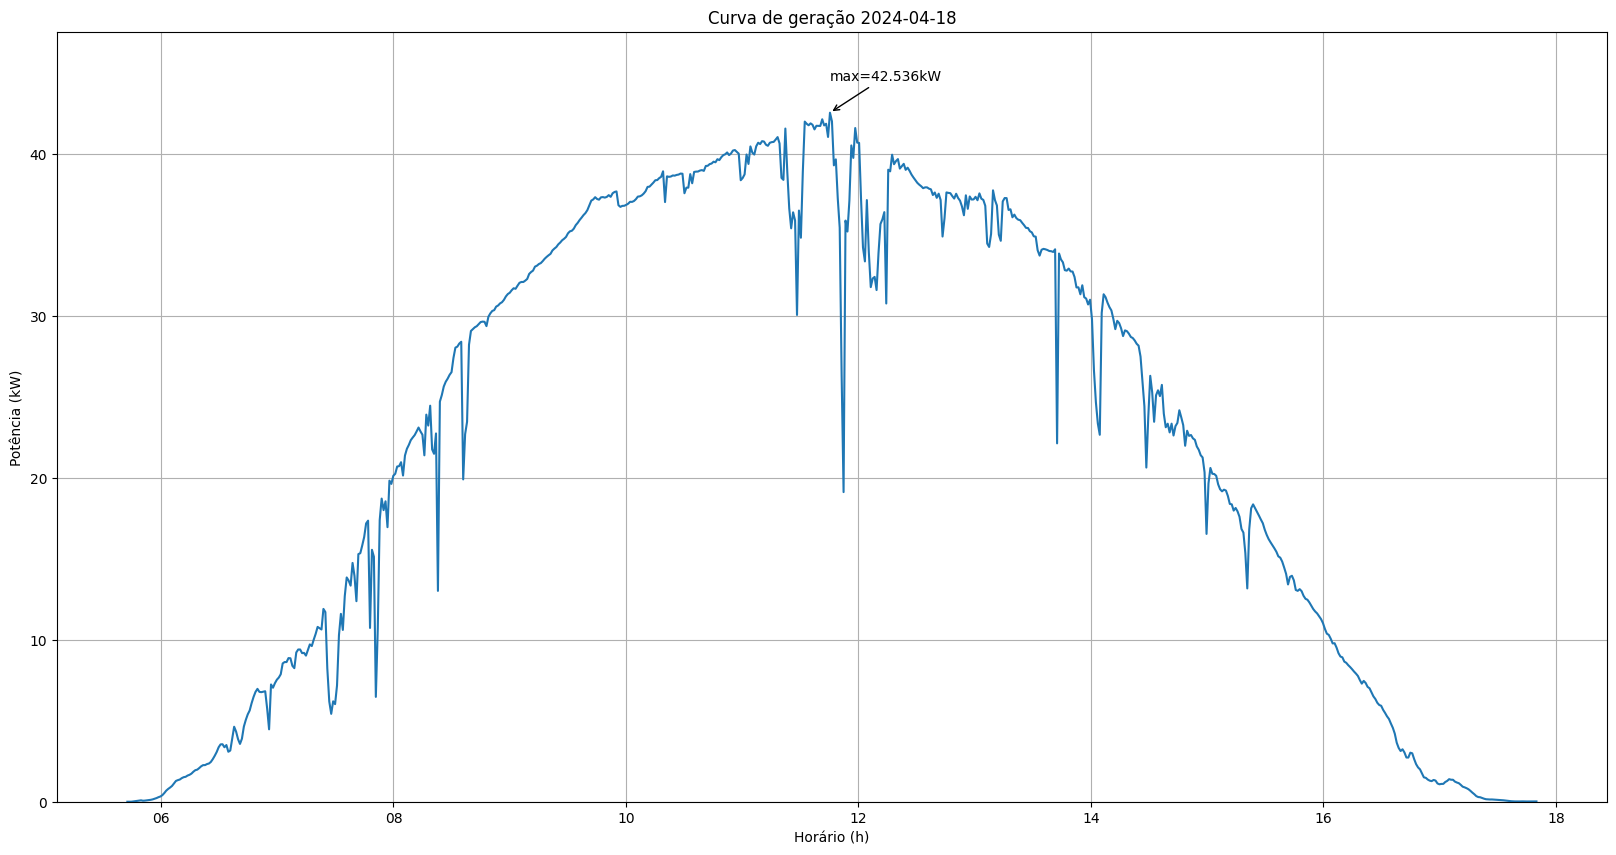 Curva de geração 2024-04-18
max=42.536kW
40
30
20
10
0
Potência (kW)
06 08 10 12 14 16 18
Horário (h)